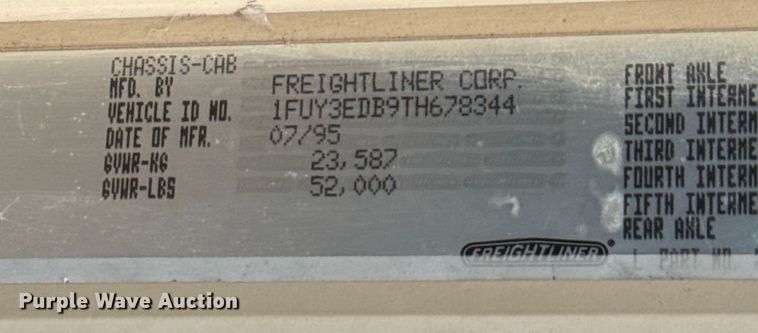 CHASSIS-CAB
MFD. BY FREIGHTLINER CORP.
VEHICLE ID NO. 1FUY3EDB9TH678344
DATE OF MFR. 07/95
GVWR-KG 23,587
GVWR-LBS 52,000
FRONT AXLE
FIRST INTERME
SECOND INTERM
THIRD INTERME
FOURTH INTERM
FIFTH INTERME
REAR AXLE
FREIGHTLINER®
PART NO.
Purple Wave Auction